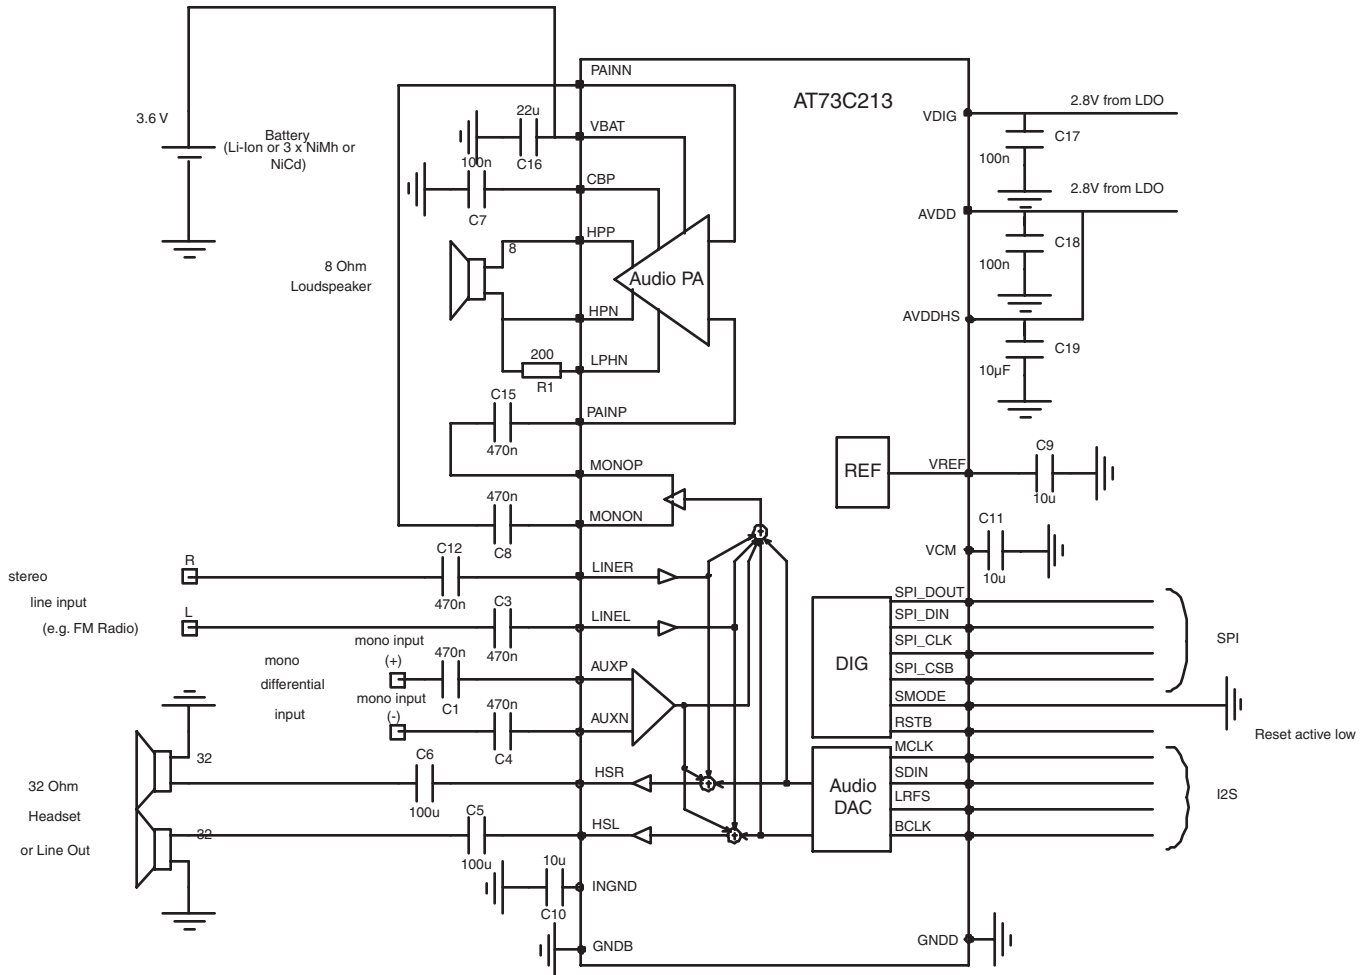 PAINN
AT73C213
3.6 V
22u
VBAT
VDIG
2.8V from LDO
C17
Battery
(Li-Ion or 3 x NiMh or
NiCd)
100n
C16
100n
CBP
C7
2.8V from LDO
AVDD
HPP
8
C18
100n
8 Ohm
Loudspeaker
Audio PA
HPN
AVDDHS
200
LPHN
R1
C19
10µF
C15
PAINP
470n
MONOP
REF
VREF
C9
10u
470n
MONON
C8
C11
VCM
10u
C12
R
LINER
470n
stereo
line input
(e.g. FM Radio)
L
C3
LINEL
470n
SPI_DOUT
SPI_DIN
SPI_CLK
SPI_CSB
SMODE
RSTB
DIG
SPI
Reset active low
mono input
(+)
470n
C1
AUXP
mono
differential
input
mono input
(-)
470n
C4
AUXN
MCLK
SDIN
LRFS
BCLK
Audio
DAC
I2S
32
C6
HSR
100u
32 Ohm
Headset
or Line Out
32
C5
HSL
100u
10u
INGND
C10
GNDB
GNDD